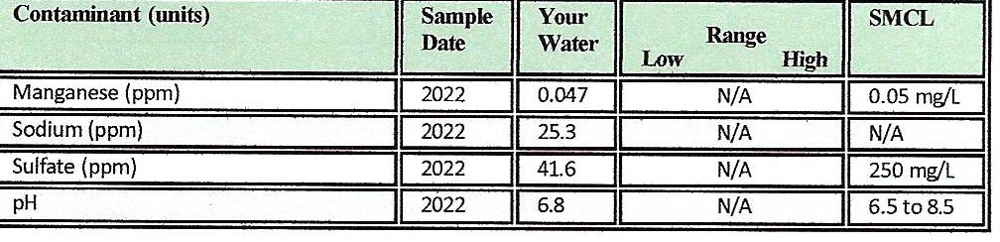 Contaminant (units) Sample Date Your Water Range Low High SMCL
Manganese (ppm) 2022 0.047 N/A 0.05 mg/L
Sodium (ppm) 2022 25.3 N/A N/A
Sulfate (ppm) 2022 41.6 N/A 250 mg/L
pH 2022 6.8 N/A 6.5 to 8.5